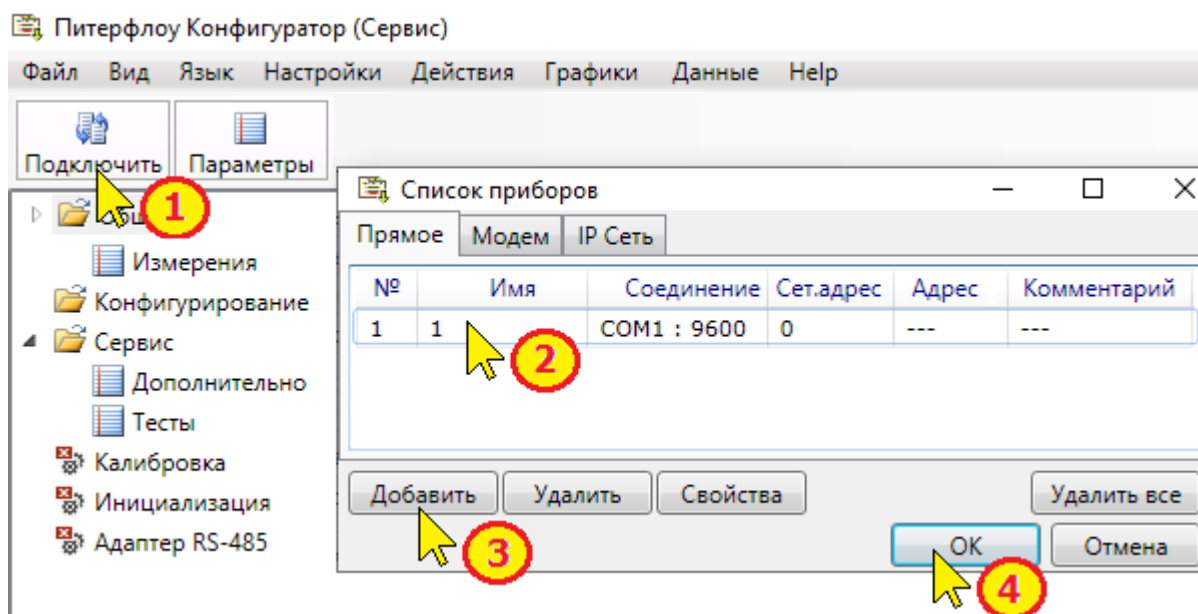 Питерфлоу Конфигуратор (Сервис)
Файл Вид Язык Настройки Действия Графики Данные Help
Подключить Параметры
1
Измерения
Конфигурирование
Сервис
Дополнительно
Тесты
Калибровка
Инициализация
Адаптер RS-485
Список приборов
Прямое Модем IP Сеть
№ Имя Соединение Сет.адрес Адрес Комментарий
1 1 COM1 : 9600 0 --- ---
2
Добавить Удалить Свойства Удалить все
3
OK Отмена
4